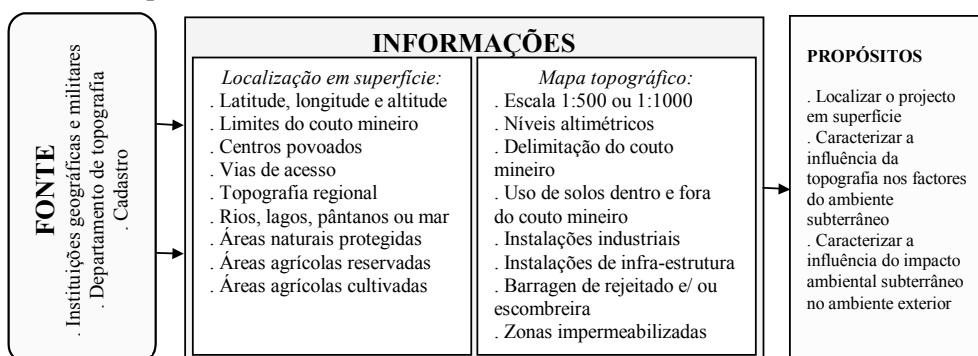 FONTE
. Instituições geográficas e militares
. Departamento de topografia
. Cadastro
INFORMAÇÕES
Localização em superfície:
. Latitude, longitude e altitude
. Limites do couto mineiro
. Centros povoados
. Vias de acesso
. Topografia regional
. Rios, lagos, pântanos ou mar
. Áreas naturais protegidas
. Áreas agrícolas reservadas
. Áreas agrícolas cultivadas
Mapa topográfico:
. Escala 1:500 ou 1:1000
. Níveis altimétricos
. Delimitação do couto
mineiro
. Uso de solos dentro e fora
do couto mineiro
. Instalações industriais
. Instalações de infra-estrutura
. Barragen de rejeitado e/ ou
escombreira
. Zonas impermeabilizadas
PROPÓSITOS
. Localizar o projecto
em superfície
. Caracterizar a
influência da
topografia nos factores
do ambiente
subterrâneo
. Caracterizar a
influência do impacto
ambiental subterrâneo
no ambiente exterior